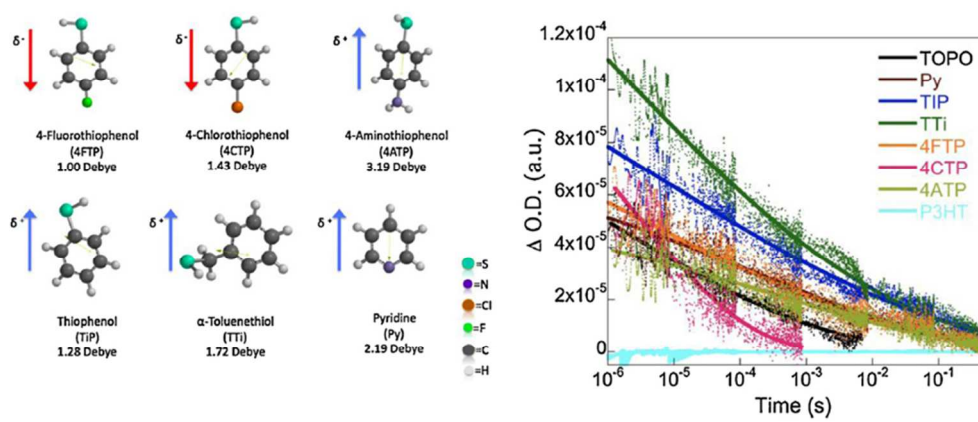 δ-
δ-
δ+
4-Fluorothiophenol
(4FTP)
1.00 Debye
4-Chlorothiophenol
(4CTP)
1.43 Debye
4-Aminothiophenol
(4ATP)
3.19 Debye
δ+
δ+
δ+
Thiophenol
(TiP)
1.28 Debye
α-Toluenethiol
(TTi)
1.72 Debye
Pyridine
(Py)
2.19 Debye
=S
=N
=Cl
=F
=C
=H
Δ O.D. (a.u.)
1.2x10⁻⁴
1x10⁻⁴
8x10⁻⁵
6x10⁻⁵
4x10⁻⁵
2x10⁻⁵
0
TOPO
Py
TIP
TTi
4FTP
4CTP
4ATP
P3HT
10⁻⁶ 10⁻⁵ 10⁻⁴ 10⁻³ 10⁻² 10⁻¹
Time (s)